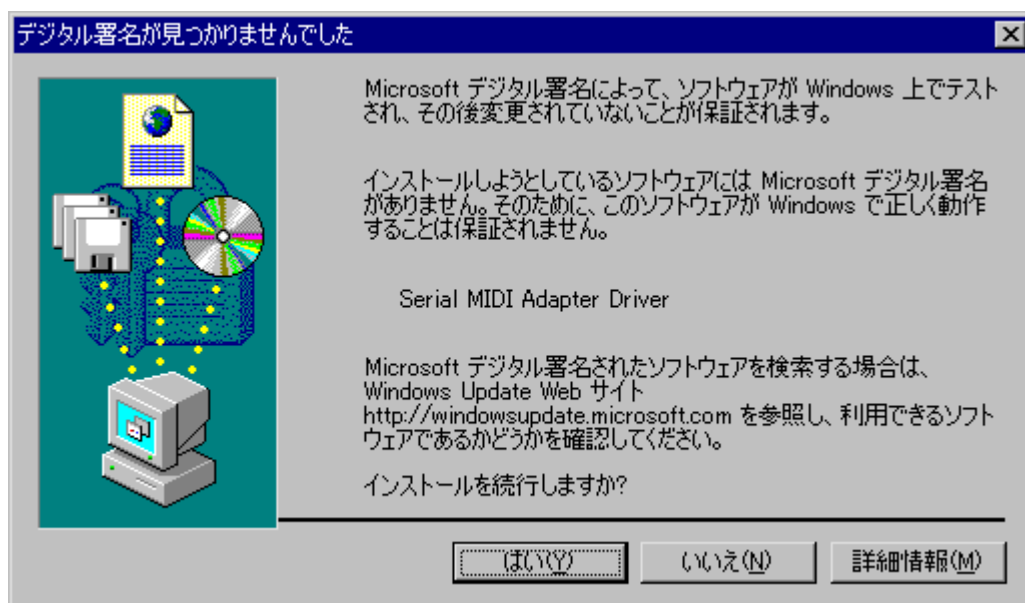 デジタル署名が見つかりませんでした
Microsoft デジタル署名によって、ソフトウェアが Windows 上でテスト
され、その後変更されていないことが保証されます。
インストールしようとしているソフトウェアには Microsoft デジタル署名
がありません。そのために、このソフトウェアが Windows で正しく動作
することは保証されません。
Serial MIDI Adapter Driver
Microsoft デジタル署名されたソフトウェアを検索する場合は、
Windows Update Web サイト
http://windowsupdate.microsoft.com を参照し、利用できるソフト
ウェアであるかどうかを確認してください。
インストールを続行しますか?
はい(Y) いいえ(N) 詳細情報(M)